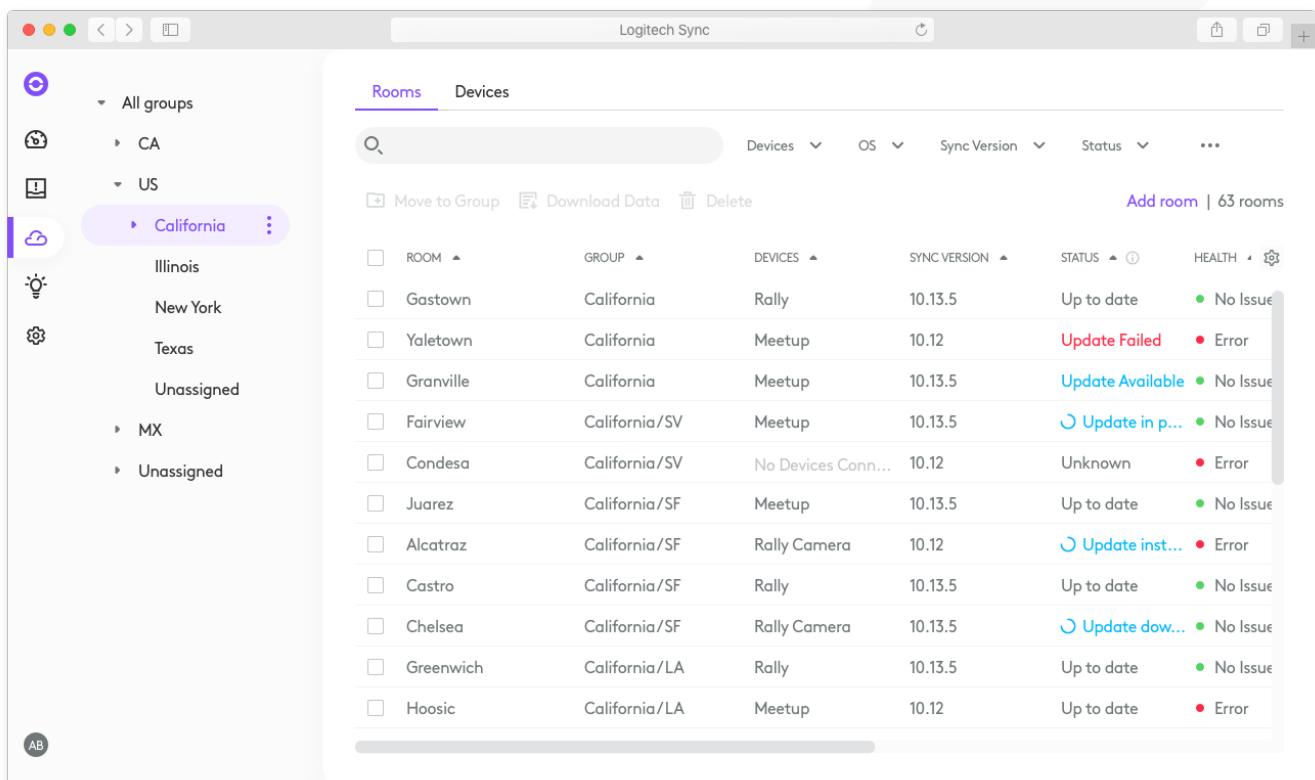 Logitech Sync
All groups
CA
US
California
Illinois
New York
Texas
Unassigned
MX
Unassigned
AB
Rooms Devices
Devices OS Sync Version Status
Move to Group Download Data Delete Add room | 63 rooms
ROOM GROUP DEVICES SYNC VERSION STATUS HEALTH
Gastown California Rally 10.13.5 Up to date No Issue
Yaletown California Meetup 10.12 Update Failed Error
Granville California Meetup 10.13.5 Update Available No Issue
Fairview California/SV Meetup 10.13.5 Update in p... No Issue
Condesa California/SV No Devices Conn... 10.12 Unknown Error
Juarez California/SF Meetup 10.13.5 Up to date No Issue
Alcatraz California/SF Rally Camera 10.12 Update inst... Error
Castro California/SF Rally 10.13.5 Up to date No Issue
Chelsea California/SF Rally Camera 10.13.5 Update dow... No Issue
Greenwich California/LA Rally 10.13.5 Up to date No Issue
Hoosic California/LA Meetup 10.12 Up to date Error